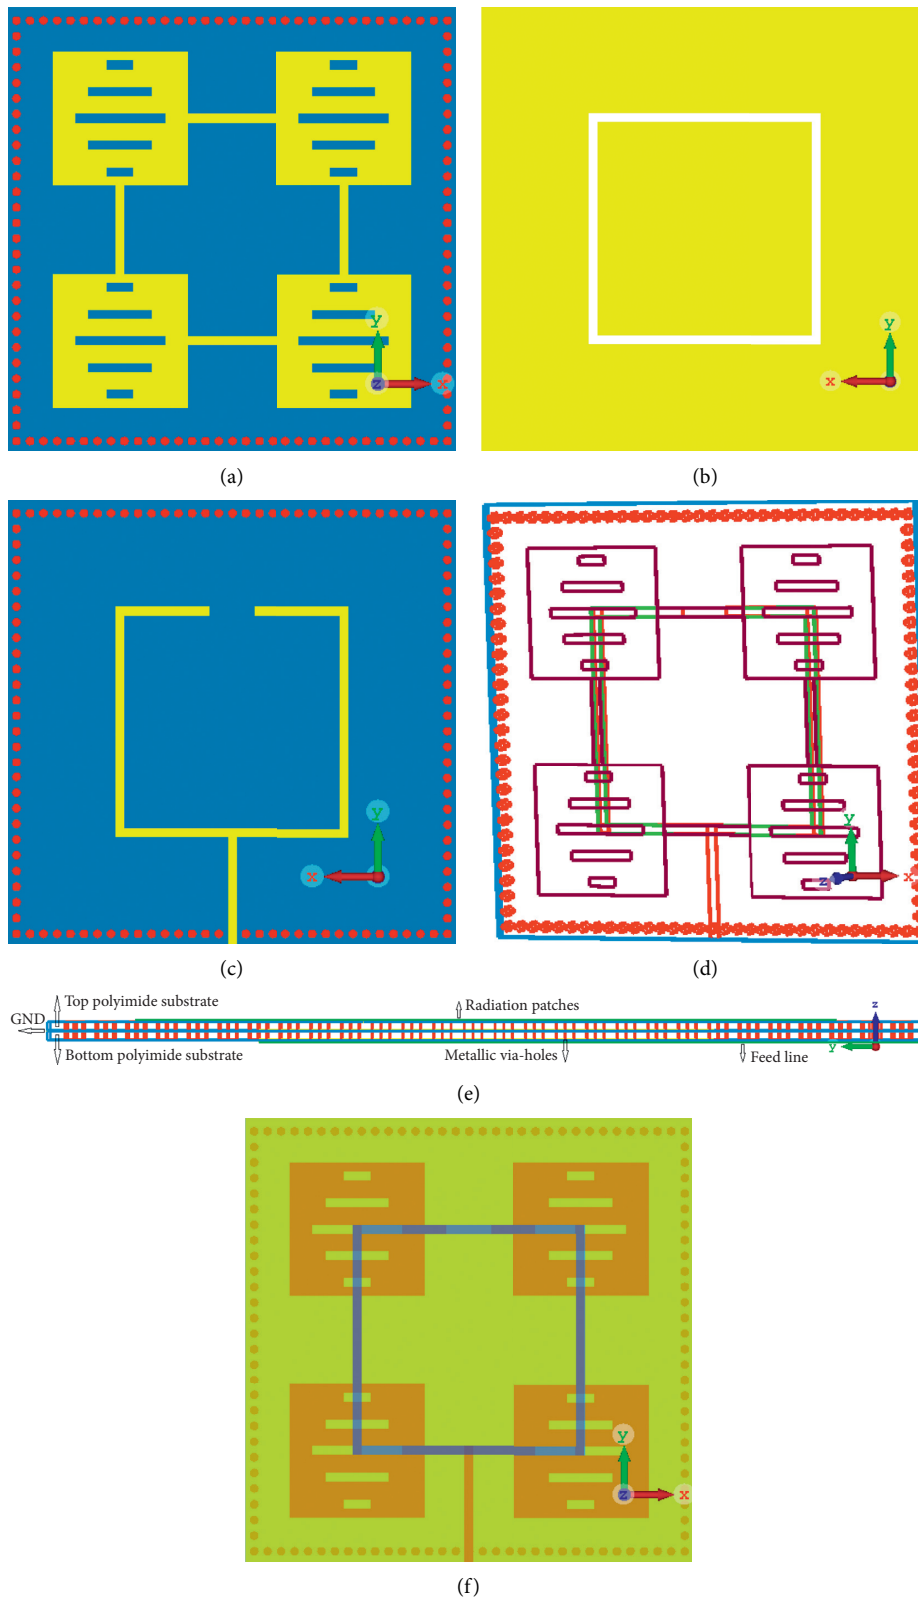 y
z
x
(a)
y
x
(b)
y
x
(c)
y
z
x
(d)
Top polyimide substrate
Radiation patches
z
GND
Bottom polyimide substrate
Metallic via-holes
Feed line
y
(e)
y
z
x
(f)